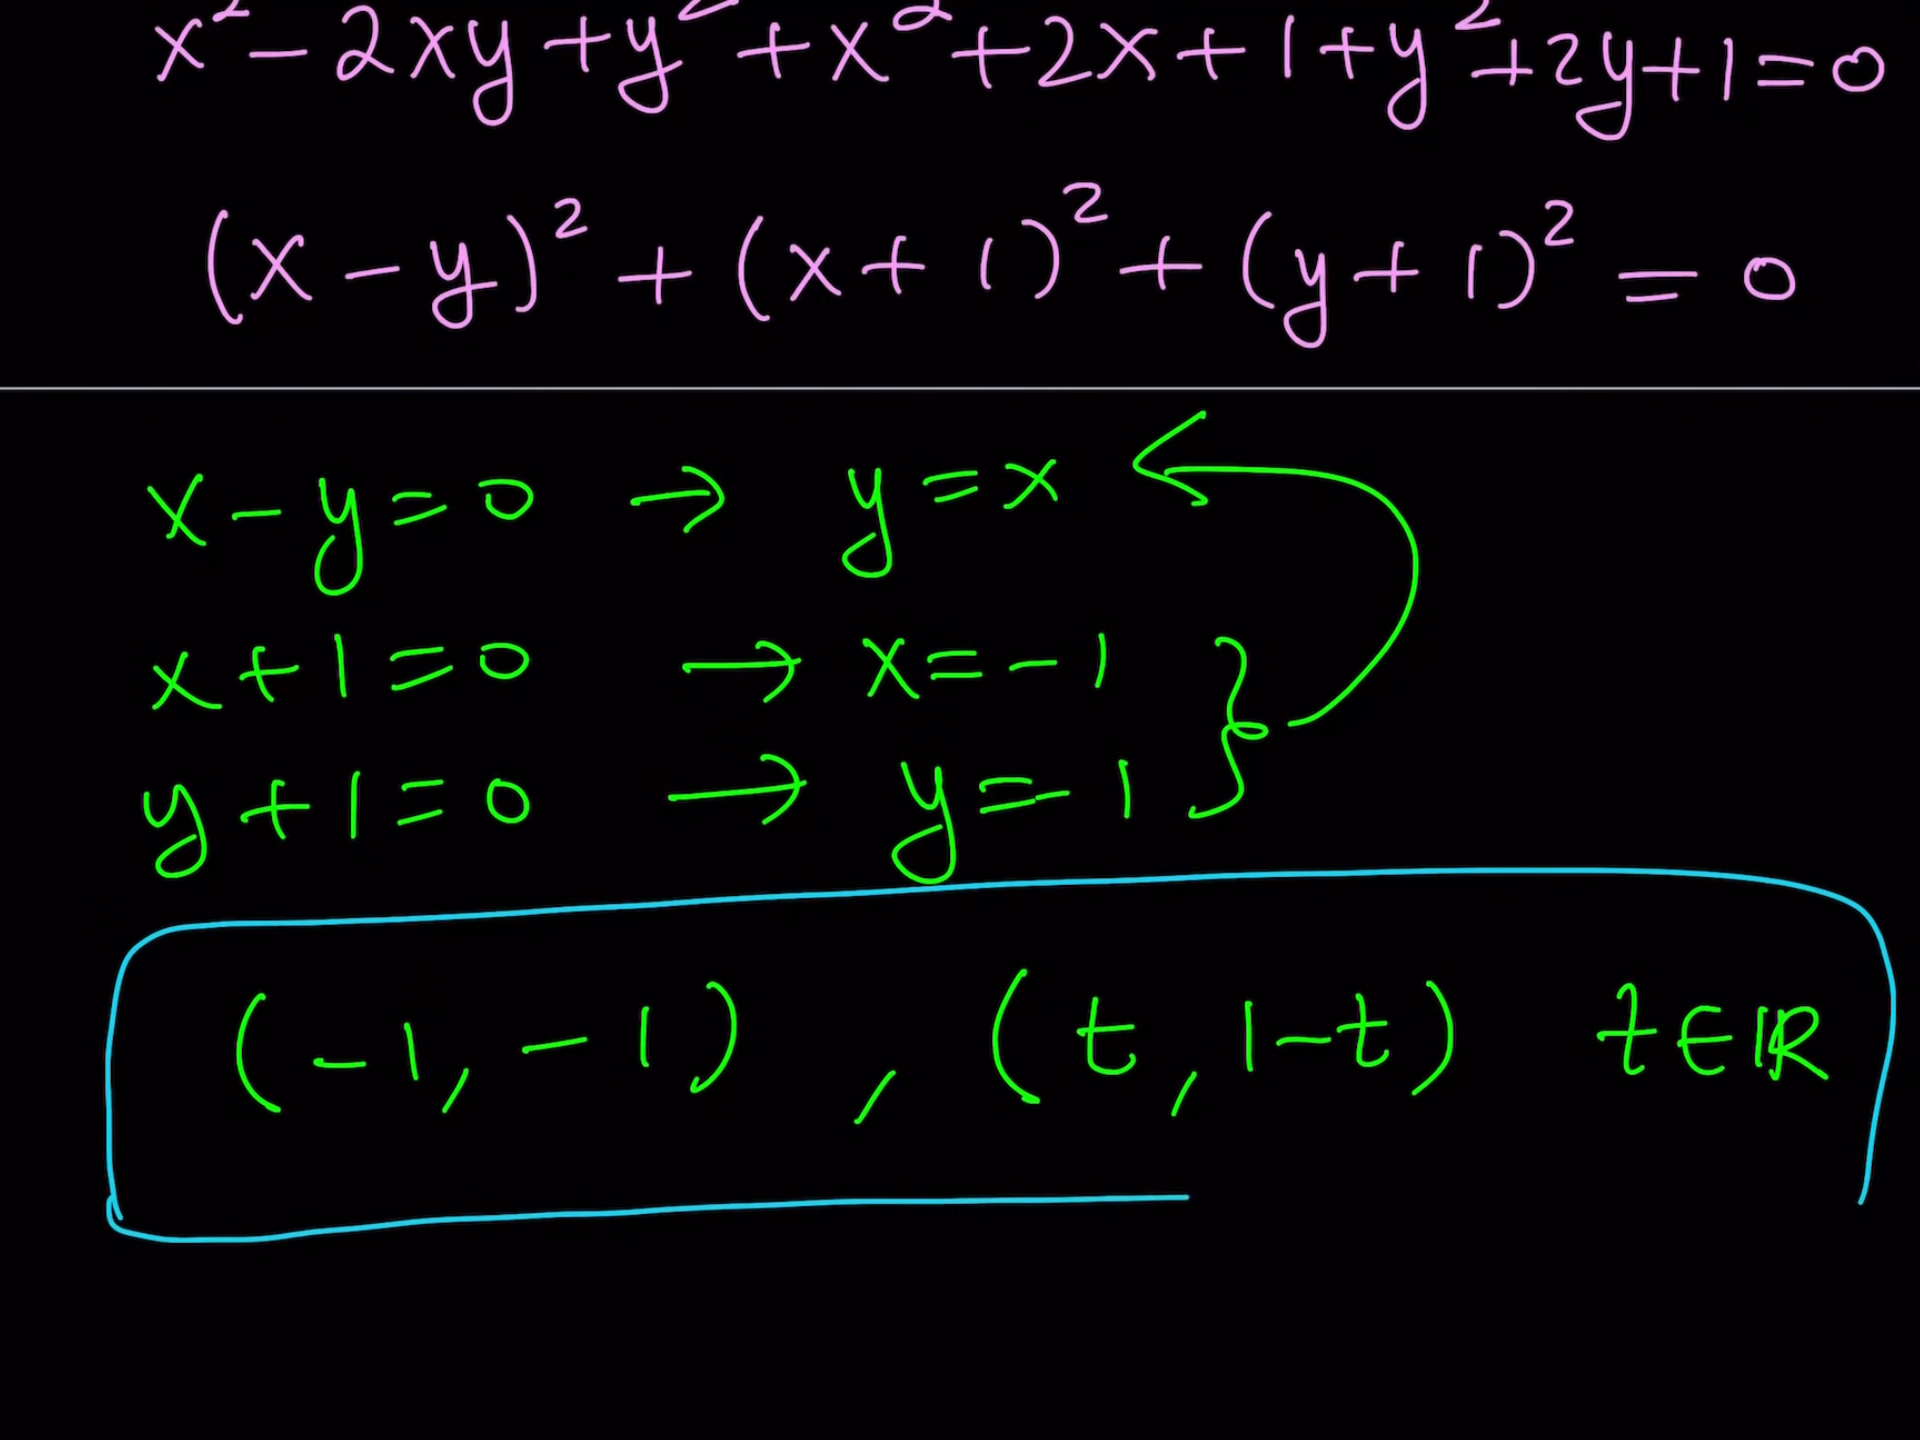 x² - 2xy + y² + x² + 2x + 1 + y² + 2y + 1 = 0
(x - y)² + (x + 1)² + (y + 1)² = 0
x - y = 0 → y = x
x + 1 = 0 → x = -1
y + 1 = 0 → y = -1
(-1, -1) , (t, 1-t) t ∈ ℝ